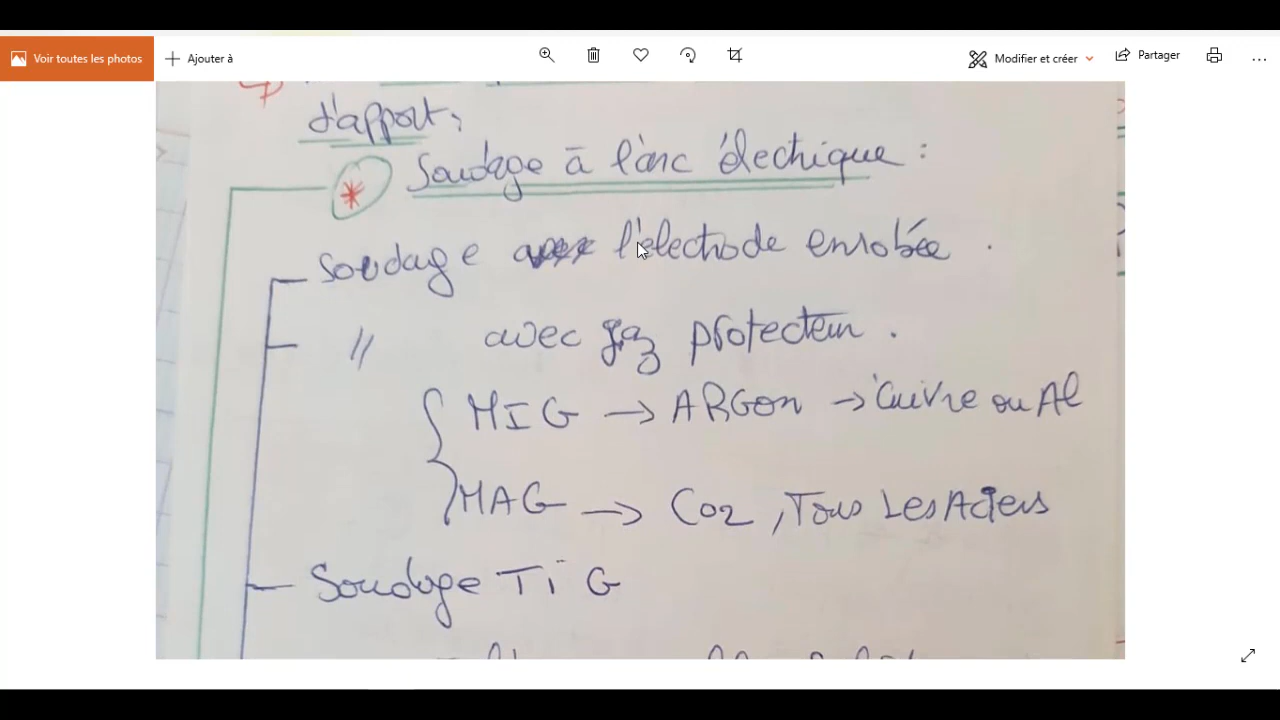 Voir toutes les photos
Ajouter à
Modifier et créer
Partager
d'apport,
Soudage à l'arc électrique :
Soudage l'électrode enrobée .
// avec gaz protecteur .
MIG → ARGON → Cuivre ou Al
MAG → CO2 , Tous Les Aciers
Soudage TiG